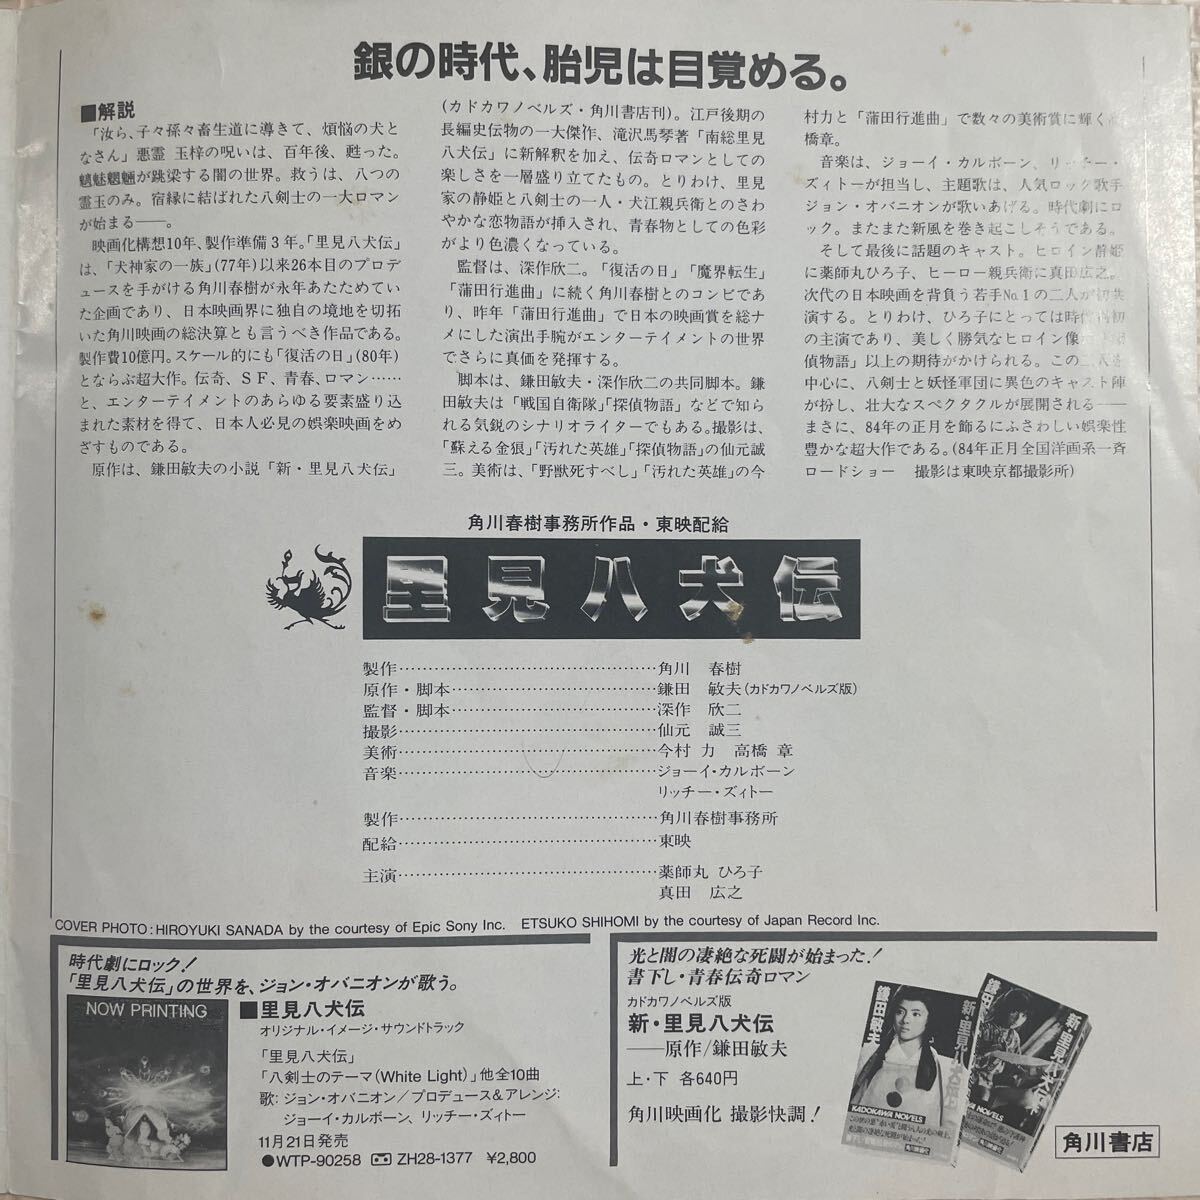 銀の時代、胎児は目覚める。
■解説
「汝ら、子々孫々畜生道に導きて、煩悩の犬と
なさん」悪霊 玉梓の呪いは、百年後、甦った。
魑魅魍魎が跳梁する闇の世界。救うは、八つの
霊玉のみ。宿縁に結ばれた八剣士の一大ロマン
が始まる──。
映画化構想10年、製作準備3年。「里見八犬伝」
は、「犬神家の一族」(77年)以来26本目のプロデ
ュースを手がける角川春樹が永年あたためてい
た企画であり、日本映画界に独自の境地を切拓
いた角川映画の総決算とも言うべき作品である。
製作費10億円。スケール的にも「復活の日」(80年)
とならぶ超大作。伝奇、SF、青春、ロマン……
と、エンターテイメントのあらゆる要素盛り込
まれた素材を得て、日本人必見の娯楽映画をめ
ざすものである。
原作は、鎌田敏夫の小説「新・里見八犬伝」
(カドカワノベルズ・角川書店刊)。江戸後期の
長編史伝物の一大傑作、滝沢馬琴著「南総里見
八犬伝」に新解釈を加え、伝奇ロマンとしての
楽しさを一層盛り立てたもの。とりわけ、里見
家の静姫と八剣士の一人・犬江親兵衛とのさわ
やかな恋物語が挿入され、青春物としての色彩
がより色濃くなっている。
監督は、深作欣二。「復活の日」「魔界転生」
「蒲田行進曲」に続く角川春樹とのコンビであ
り、昨年「蒲田行進曲」で日本の映画賞を総ナ
メにした演出手腕がエンターテイメントの世界
でさらに真価を発揮する。
脚本は、鎌田敏夫・深作欣二の共同脚本。鎌
田敏夫は「戦国自衛隊」「探偵物語」などで知ら
れる気鋭のシナリオライターでもある。撮影は、
「蘇える金狼」「汚れた英雄」「探偵物語」の仙元誠
三。美術は、「野獣死すべし」「汚れた英雄」の今
村力と「蒲田行進曲」で数々の美術賞に輝く高
橋章。
音楽は、ジョーイ・カルボーン、リッチー・
ズィトーが担当し、主題歌は、人気ロック歌手
ジョン・オバニオンが歌いあげる。時代劇にロ
ック。またまた新風を巻き起こしそうである。
そして最後に話題のキャスト。ヒロイン静姫
に薬師丸ひろ子、ヒーロー親兵衛に真田広之。
次代の日本映画を背負う若手No.1の二人が初共
演する。とりわけ、ひろ子にとっては時代劇初
の主演であり、美しく勝気なヒロイン像は「探
偵物語」以上の期待がかけられる。この二人を
中心に、八剣士と妖怪軍団に異色のキャスト陣
が扮し、壮大なスペクタクルが展開される──
まさに、84年の正月を飾るにふさわしい娯楽性
豊かな超大作である。(84年正月全国洋画系一斉
ロードショー 撮影は東映京都撮影所)
角川春樹事務所作品・東映配給
里見八犬伝
製作……………………………角川 春樹
原作・脚本……………………鎌田 敏夫(カドカワノベルズ版)
監督・脚本……………………深作 欣二
撮影……………………………仙元 誠三
美術……………………………今村 力 高橋 章
音楽……………………………ジョーイ・カルボーン
リッチー・ズィトー
製作……………………………角川春樹事務所
配給……………………………東映
主演……………………………薬師丸 ひろ子
真田 広之
COVER PHOTO:HIROYUKI SANADA by the courtesy of Epic Sony Inc. ETSUKO SHIHOMI by the courtesy of Japan Record Inc.
時代劇にロック!
「里見八犬伝」の世界を、ジョン・オバニオンが歌う。
NOW PRINTING
■里見八犬伝
オリジナル・イメージ・サウンドトラック
「里見八犬伝」
「八剣士のテーマ(White Light)」他全10曲
歌:ジョン・オバニオン/プロデュース&アレンジ:
ジョーイ・カルボーン、リッチー・ズィトー
11月21日発売
●WTP-90258 ZH28-1377 ¥2,800
光と闇の凄絶な死闘が始まった!
書下し・青春伝奇ロマン
カドカワノベルズ版
新・里見八犬伝
──原作/鎌田敏夫
上・下 各640円
角川映画化 撮影快調!
鎌田敏夫
新・里見八犬伝
KADOKAWA NOVELS
鎌田
新・里見八犬伝
NOVELS
角川書店